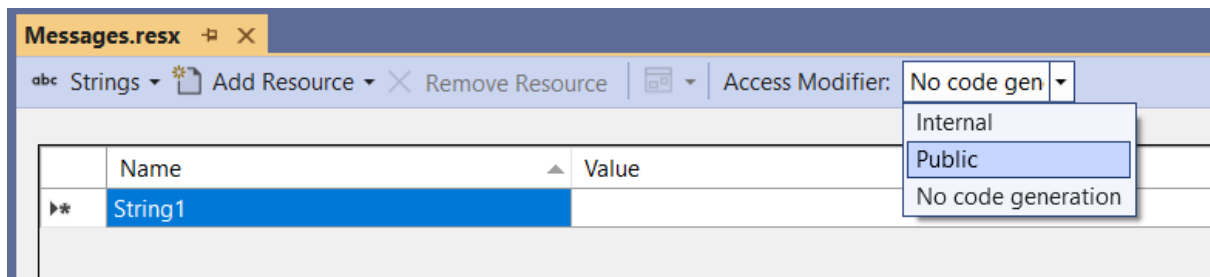 Messages.resx
abc Strings Add Resource Remove Resource Access Modifier: No code gen
Internal
Name Value Public
String1 No code generation